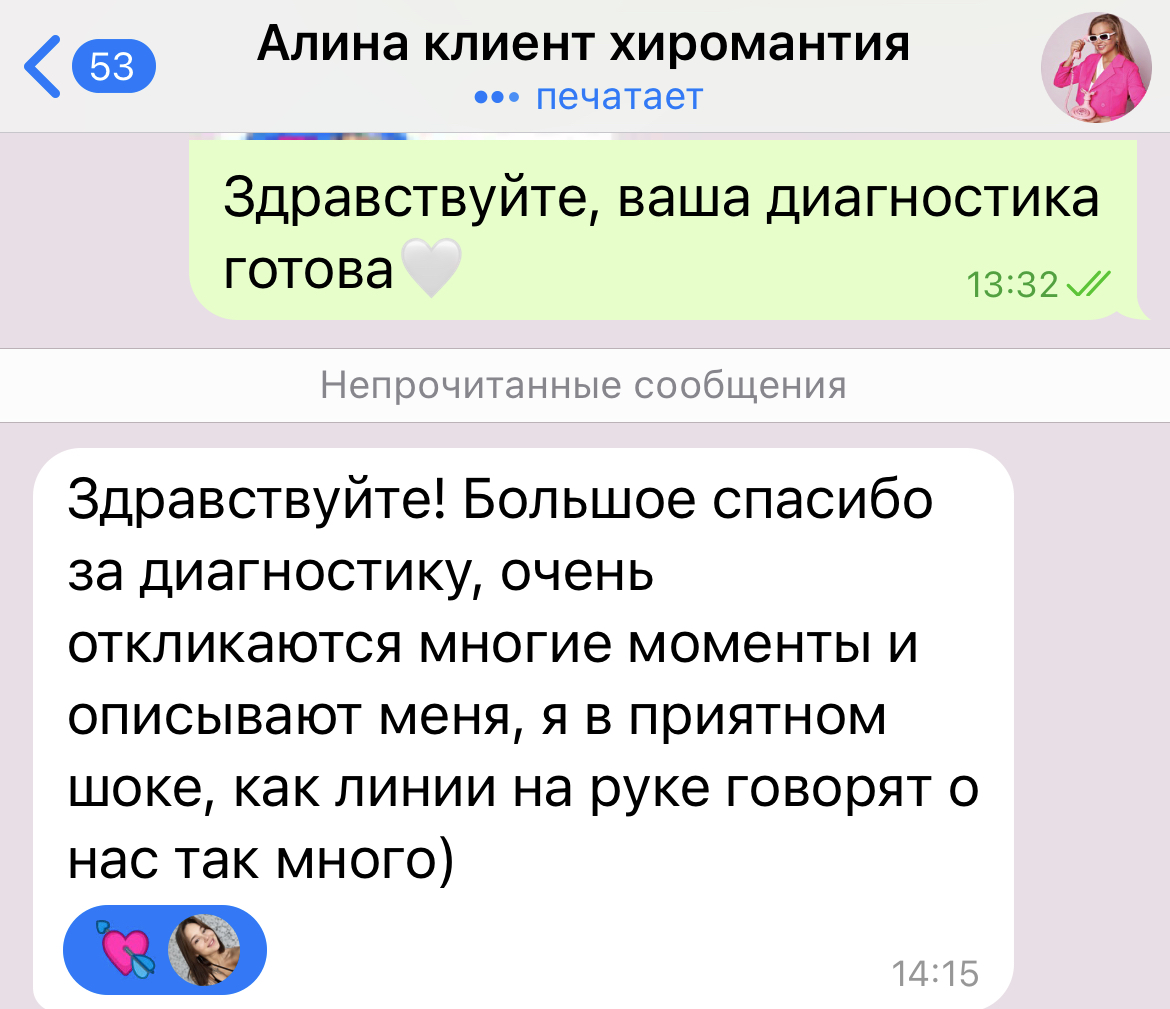 53
Алина клиент хиромантия
печатает
Здравствуйте, ваша диагностика
готова🤍
13:32
Непрочитанные сообщения
Здравствуйте! Большое спасибо
за диагностику, очень
откликаются многие моменты и
описывают меня, я в приятном
шоке, как линии на руке говорят о
нас так много)
14:15